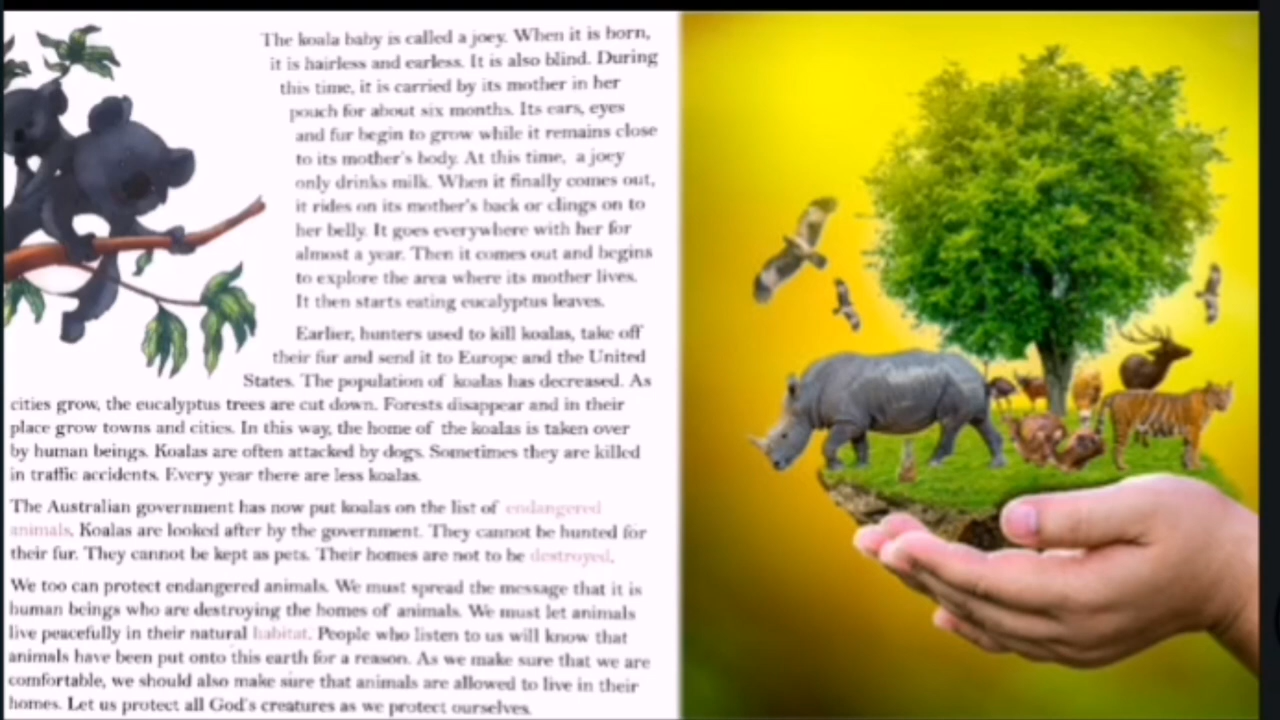 The koala baby is called a joey. When it is born,
it is hairless and earless. It is also blind. During
this time, it is carried by its mother in her
pouch for about six months. Its ears, eyes
and fur begin to grow while it remains close
to its mother's body. At this time, a joey
only drinks milk. When it finally comes out,
it rides on its mother's back or clings on to
her belly. It goes everywhere with her for
almost a year. Then it comes out and begins
to explore the area where its mother lives.
It then starts eating eucalyptus leaves.
Earlier, hunters used to kill koalas, take off
their fur and send it to Europe and the United
States. The population of koalas has decreased. As
cities grow, the eucalyptus trees are cut down. Forests disappear and in their
place grow towns and cities. In this way, the home of the koalas is taken over
by human beings. Koalas are often attacked by dogs. Sometimes they are killed
in traffic accidents. Every year there are less koalas.
The Australian government has now put koalas on the list of endangered
animals. Koalas are looked after by the government. They cannot be hunted for
their fur. They cannot be kept as pets. Their homes are not to be destroyed.
We too can protect endangered animals. We must spread the message that it is
human beings who are destroying the homes of animals. We must let animals
live peacefully in their natural habitat. People who listen to us will know that
animals have been put onto this earth for a reason. As we make sure that we are
comfortable, we should also make sure that animals are allowed to live in their
homes. Let us protect all God's creatures as we protect ourselves.